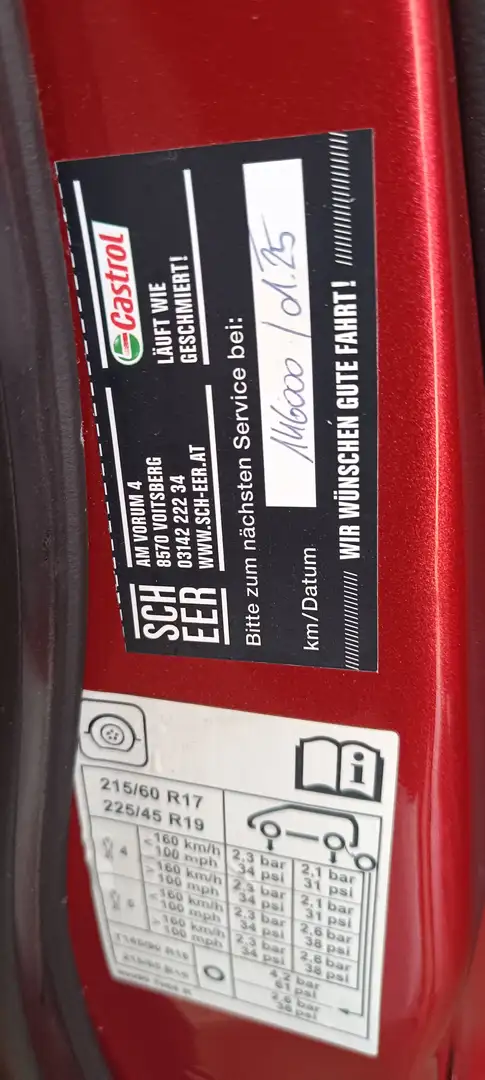 SCH
EER
AM VORUM 4
8570 VOITSBERG
03142 222 34
WWW.SCH-EER.AT
Castrol
LÄUFT WIE
GESCHMIERT!
Bitte zum nächsten Service bei:
km/Datum
146000 / 01.25
WIR WÜNSCHEN GUTE FAHRT!
i
215/60 R17
225/45 R19
4
<160 km/h
100 mph
2,3 bar
34 psi
2,1 bar
31 psi
>160 km/h
100 mph
2,3 bar
34 psi
2,1 bar
31 psi
<160 km/h
100 mph
2,3 bar
34 psi
2,6 bar
38 psi
>160 km/h
100 mph
2,3 bar
34 psi
2,6 bar
38 psi
4,2 bar
61 psi
2,6 bar
38 psi